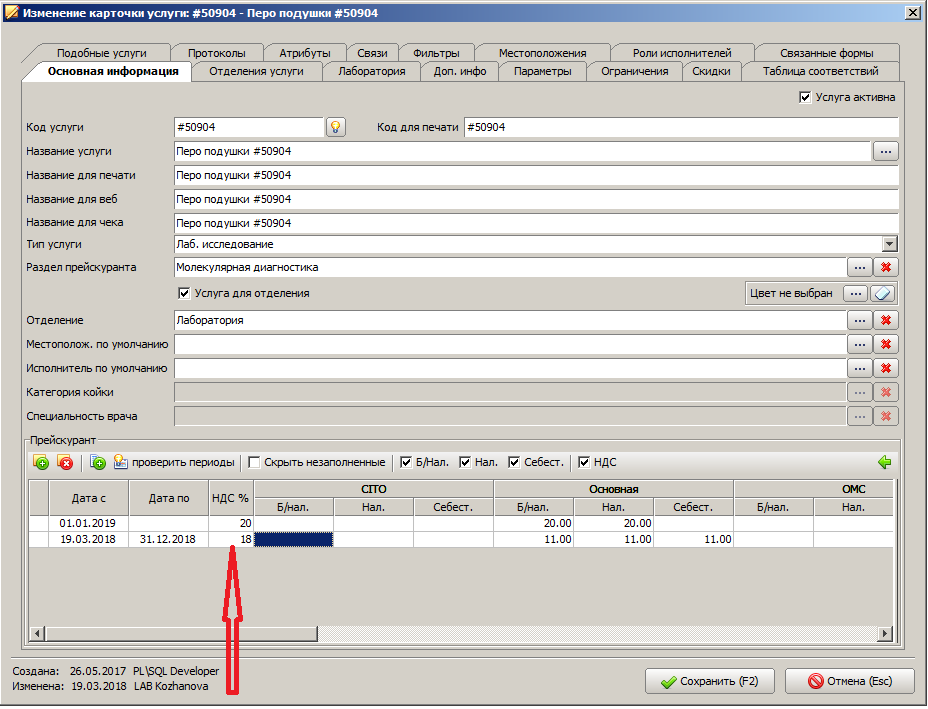 Изменение карточки услуги: #50904 - Перо подушки #50904
Подобные услуги Протоколы Атрибуты Связи Фильтры Местоположения Роли исполнителей Связанные формы
Основная информация Отделения услуги Лаборатория Доп. инфо Параметры Ограничения Скидки Таблица соответствий
Услуга активна
Код услуги #50904 Код для печати #50904
Название услуги Перо подушки #50904 ...
Название для печати Перо подушки #50904
Название для веб Перо подушки #50904
Название для чека Перо подушки #50904
Тип услуги Лаб. исследование
Раздел прейскуранта Молекулярная диагностика ...
Услуга для отделения Цвет не выбран ...
Отделение Лаборатория ...
Местополож. по умолчанию ...
Исполнитель по умолчанию ...
Категория койки ...
Специальность врача ...
Прейскурант
проверить периоды Скрыть незаполненные Б/Нал. Нал. Себест. НДС
Дата с Дата по НДС % CITO Основная ОМС
Б/нал. Нал. Себест. Б/нал. Нал. Себест. Б/нал. Нал.
01.01.2019 20 20.00 20.00
19.03.2018 31.12.2018 18 11.00 11.00 11.00
Создана: 26.05.2017 PL\SQL Developer
Изменена: 19.03.2018 LAB Kozhanova
Сохранить (F2) Отмена (Esc)